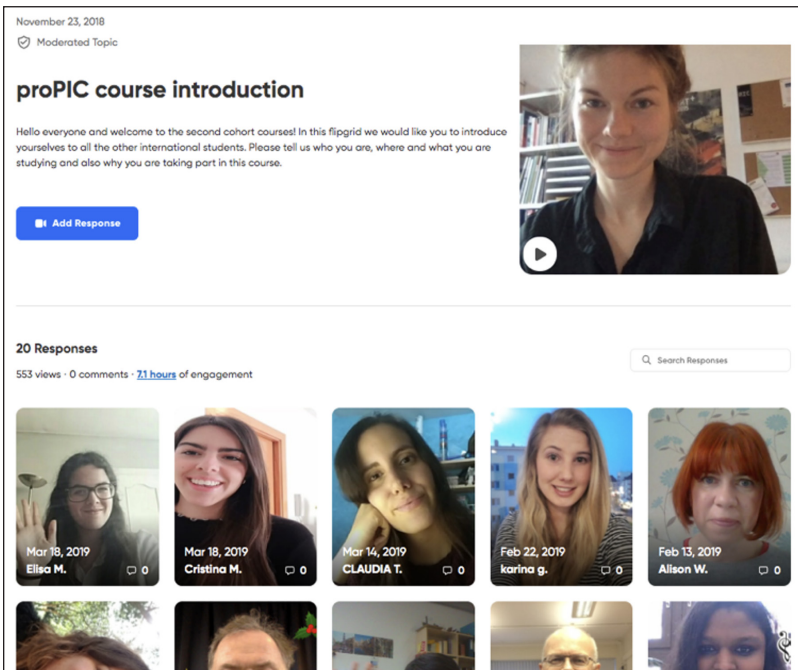 November 23, 2018
Moderated Topic
proPIC course introduction
Hello everyone and welcome to the second cohort courses! In this flipgrid we would like you to introduce
yourselves to all the other international students. Please tell us who you are, where and what you are
studying and also why you are taking part in this course.
Add Response
20 Responses
553 views · 0 comments · 7.1 hours of engagement
Search Responses
Mar 18, 2019
Elisa M.
0
Mar 18, 2019
Cristina M.
0
Mar 14, 2019
CLAUDIA T.
0
Feb 22, 2019
karina g.
0
Feb 13, 2019
Alison W.
0